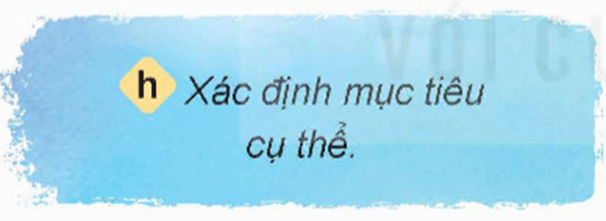 h Xác định mục tiêu
cụ thể.